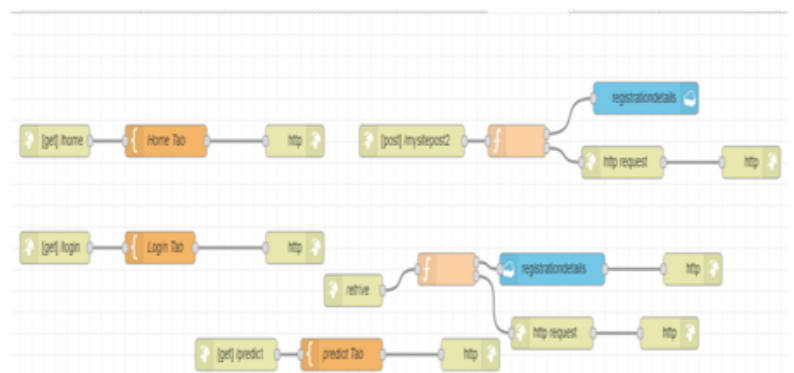 registrationdetails
[get] /home
Home Tab
http
[post] /mysitepost2
f
http request
http
[get] /login
Login Tab
http
f
registrationdetails
http
retrive
http request
http
[get] /predict
predict Tab
http